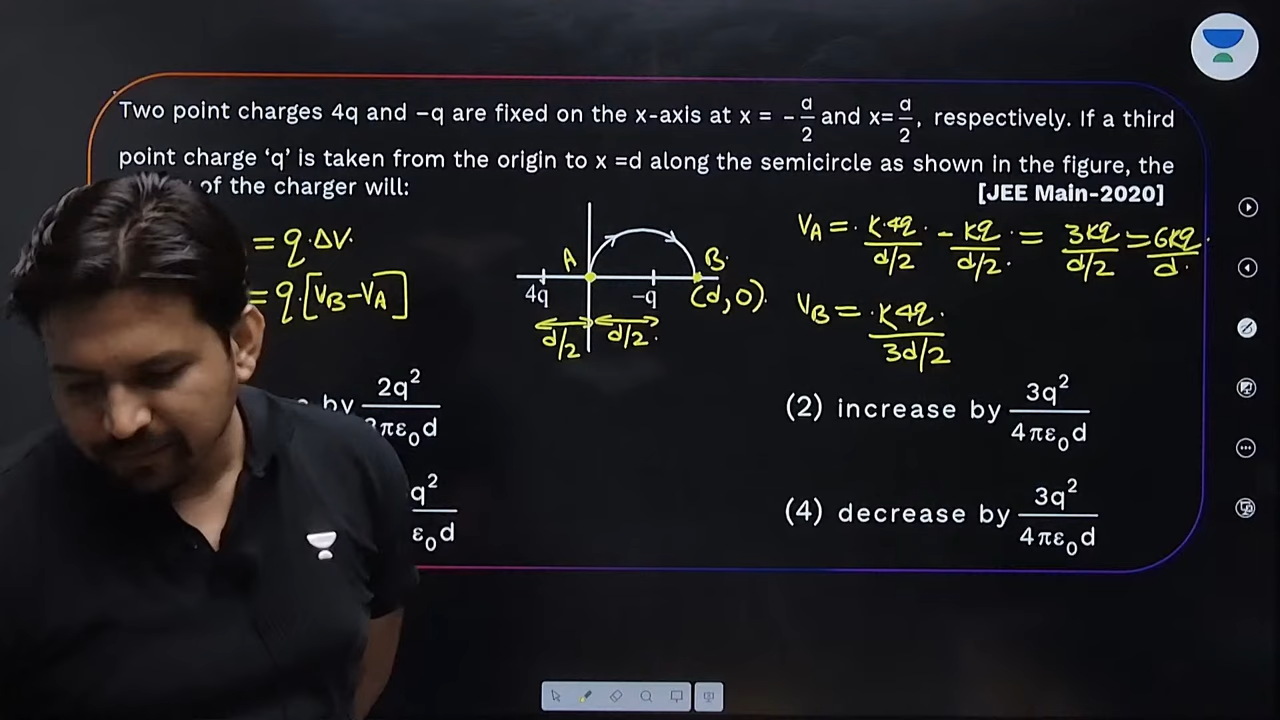 Two point charges 4q and –q are fixed on the x-axis at x = -d/2 and x=d/2, respectively. If a third
point charge ‘q’ is taken from the origin to x =d along the semicircle as shown in the figure, the
of the charger will:
[JEE Main-2020]
= q.ΔV.
= q.[VB-VA]
A
B
4q
–q
(d,0).
d/2
d/2.
VA = K.4q/d/2 - Kq/d/2. = 3Kq/d/2 = 6Kq/d.
VB = .K4q./3d/2
by 2q²/πε₀d
(2) increase by 3q²/4πε₀d
q²/ε₀d
(4) decrease by 3q²/4πε₀d